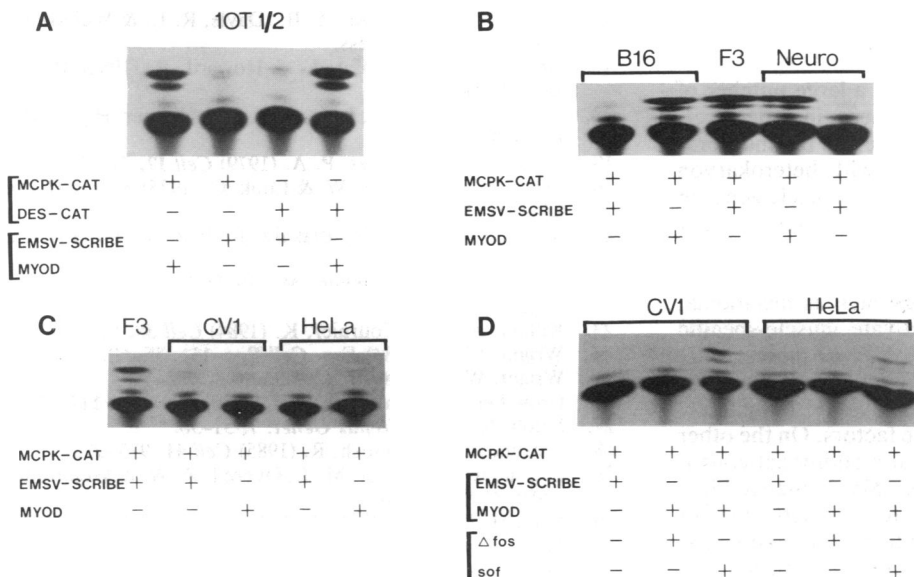 A
1OT 1/2
MCPK-CAT + + − −
DES-CAT − − + +
EMSV-SCRIBE − + + −
MYOD + − − +
B
B16 F3 Neuro
MCPK-CAT + + + + +
EMSV-SCRIBE + − + − +
MYOD − + − + −
C
F3 CV1 HeLa
MCPK-CAT + + + + +
EMSV-SCRIBE + + − + −
MYOD − − + − +
D
CV1 HeLa
MCPK-CAT + + + + + +
EMSV-SCRIBE + − − + − −
MYOD − + + − + +
△fos − + − − + −
sof − − + − − +